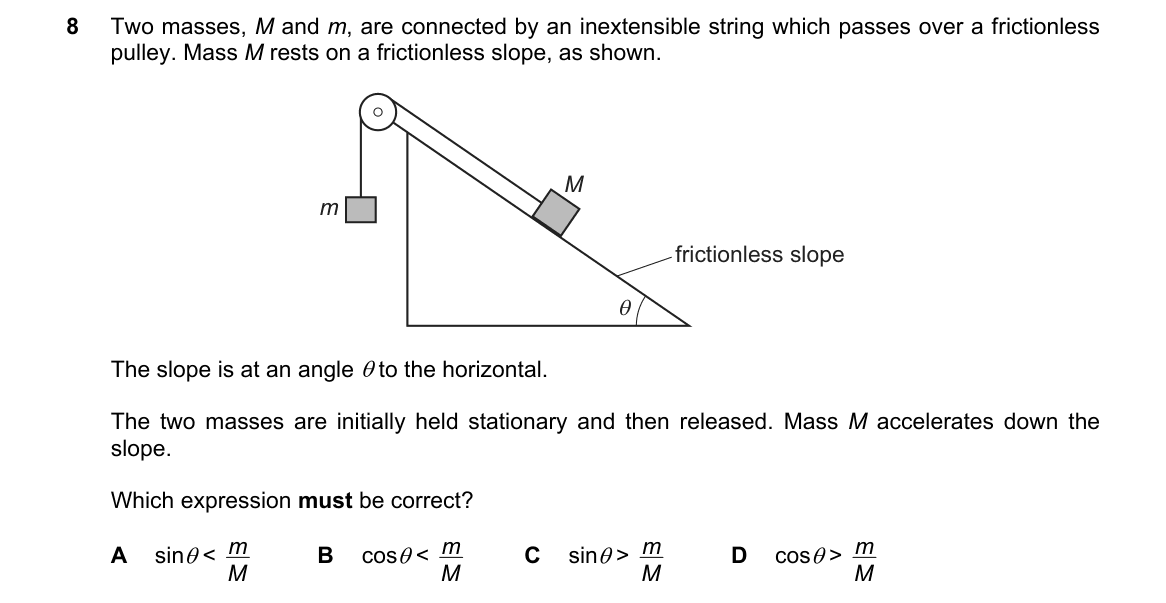 8 Two masses, M and m, are connected by an inextensible string which passes over a frictionless
pulley. Mass M rests on a frictionless slope, as shown.
M
m
frictionless slope
θ
The slope is at an angle θ to the horizontal.
The two masses are initially held stationary and then released. Mass M accelerates down the
slope.
Which expression must be correct?
A sinθ < m/M B cosθ < m/M C sinθ > m/M D cosθ > m/M